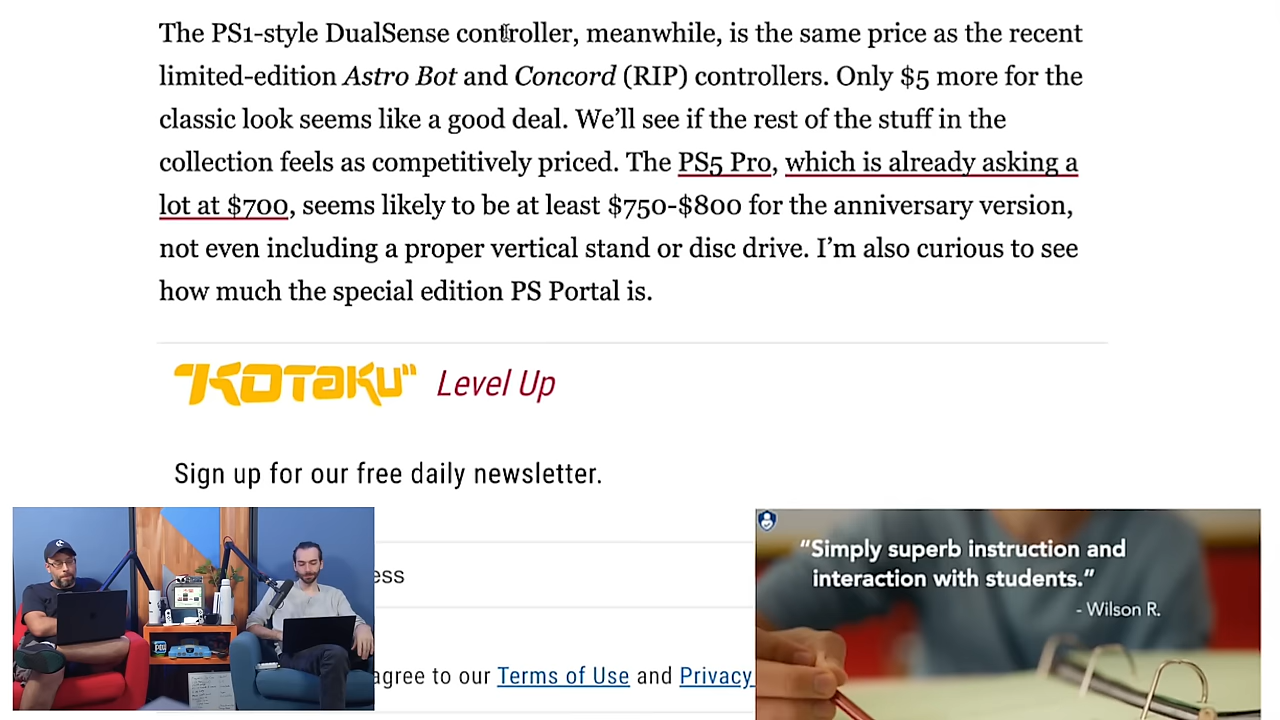 The PS1-style DualSense controller, meanwhile, is the same price as the recent
limited-edition Astro Bot and Concord (RIP) controllers. Only $5 more for the
classic look seems like a good deal. We’ll see if the rest of the stuff in the
collection feels as competitively priced. The PS5 Pro, which is already asking a
lot at $700, seems likely to be at least $750-$800 for the anniversary version,
not even including a proper vertical stand or disc drive. I’m also curious to see
how much the special edition PS Portal is.
"KOTaKU" Level Up
Sign up for our free daily newsletter.
ess
agree to our Terms of Use and Privacy
“Simply superb instruction and
interaction with students.”
- Wilson R.